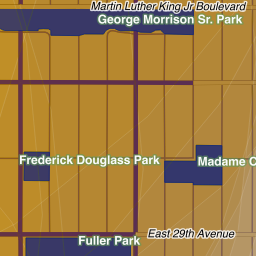 Martin Luther King Jr Boulevard
George Morrison Sr. Park
Frederick Douglass Park
Madame C
East 29th Avenue
Fuller Park